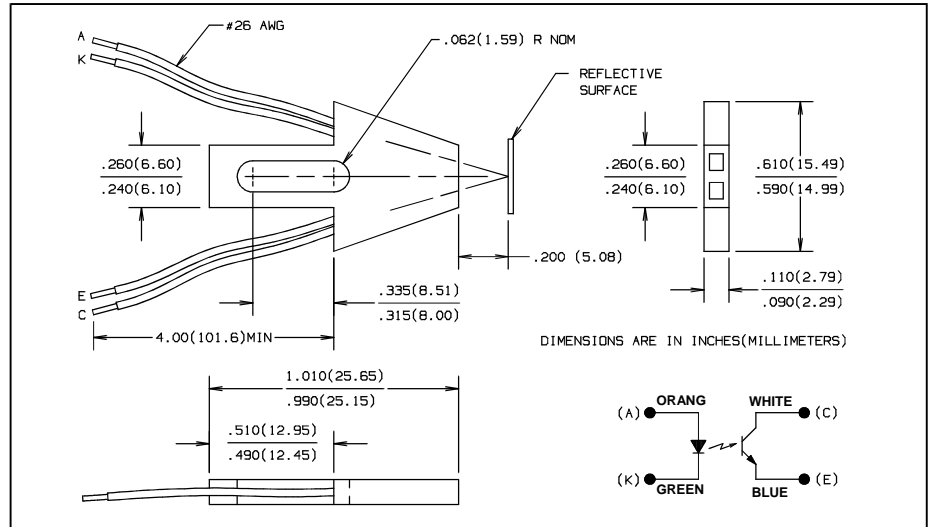 #26 AWG
A
K
.062(1.59) R NOM
REFLECTIVE
SURFACE
.260(6.60)
.240(6.10)
.260(6.60)
.240(6.10)
.610(15.49)
.590(14.99)
.200 (5.08)
.110(2.79)
.090(2.29)
E
C
.335(8.51)
.315(8.00)
4.00(101.6)MIN
DIMENSIONS ARE IN INCHES(MILLIMETERS)
1.010(25.65)
.990(25.15)
.510(12.95)
.490(12.45)
ORANG
WHITE
(A)
(C)
(K)
(E)
GREEN
BLUE